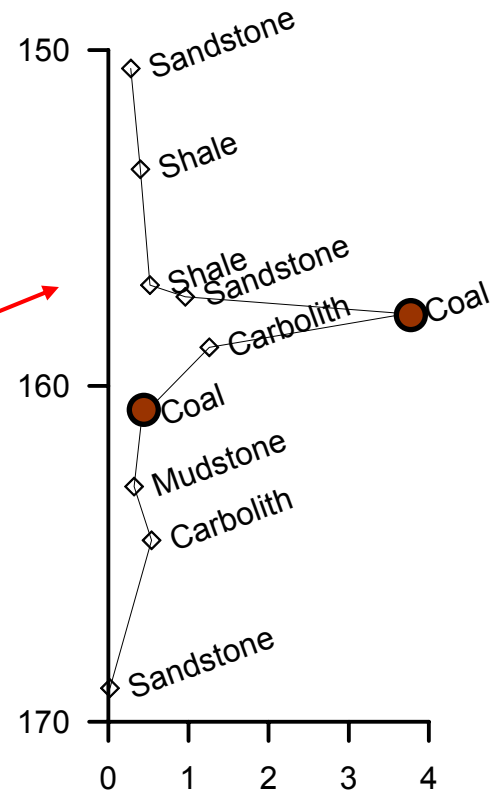 150
Sandstone
Shale
Shale
Sandstone
Coal
Carbolith
160
Coal
Mudstone
Carbolith
Sandstone
170
0 1 2 3 4